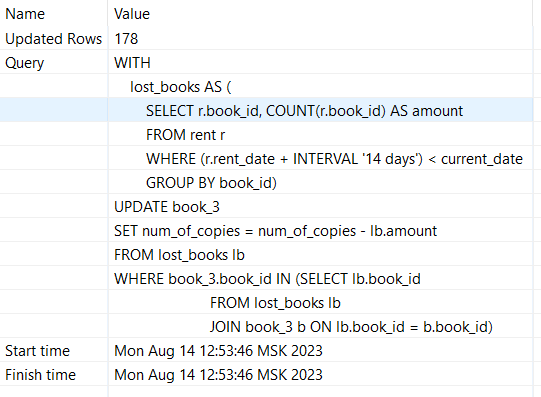 Name Value
Updated Rows 178
Query WITH
lost_books AS (
SELECT r.book_id, COUNT(r.book_id) AS amount
FROM rent r
WHERE (r.rent_date + INTERVAL '14 days') < current_date
GROUP BY book_id)
UPDATE book_3
SET num_of_copies = num_of_copies - lb.amount
FROM lost_books lb
WHERE book_3.book_id IN (SELECT lb.book_id
FROM lost_books lb
JOIN book_3 b ON lb.book_id = b.book_id)
Start time Mon Aug 14 12:53:46 MSK 2023
Finish time Mon Aug 14 12:53:46 MSK 2023